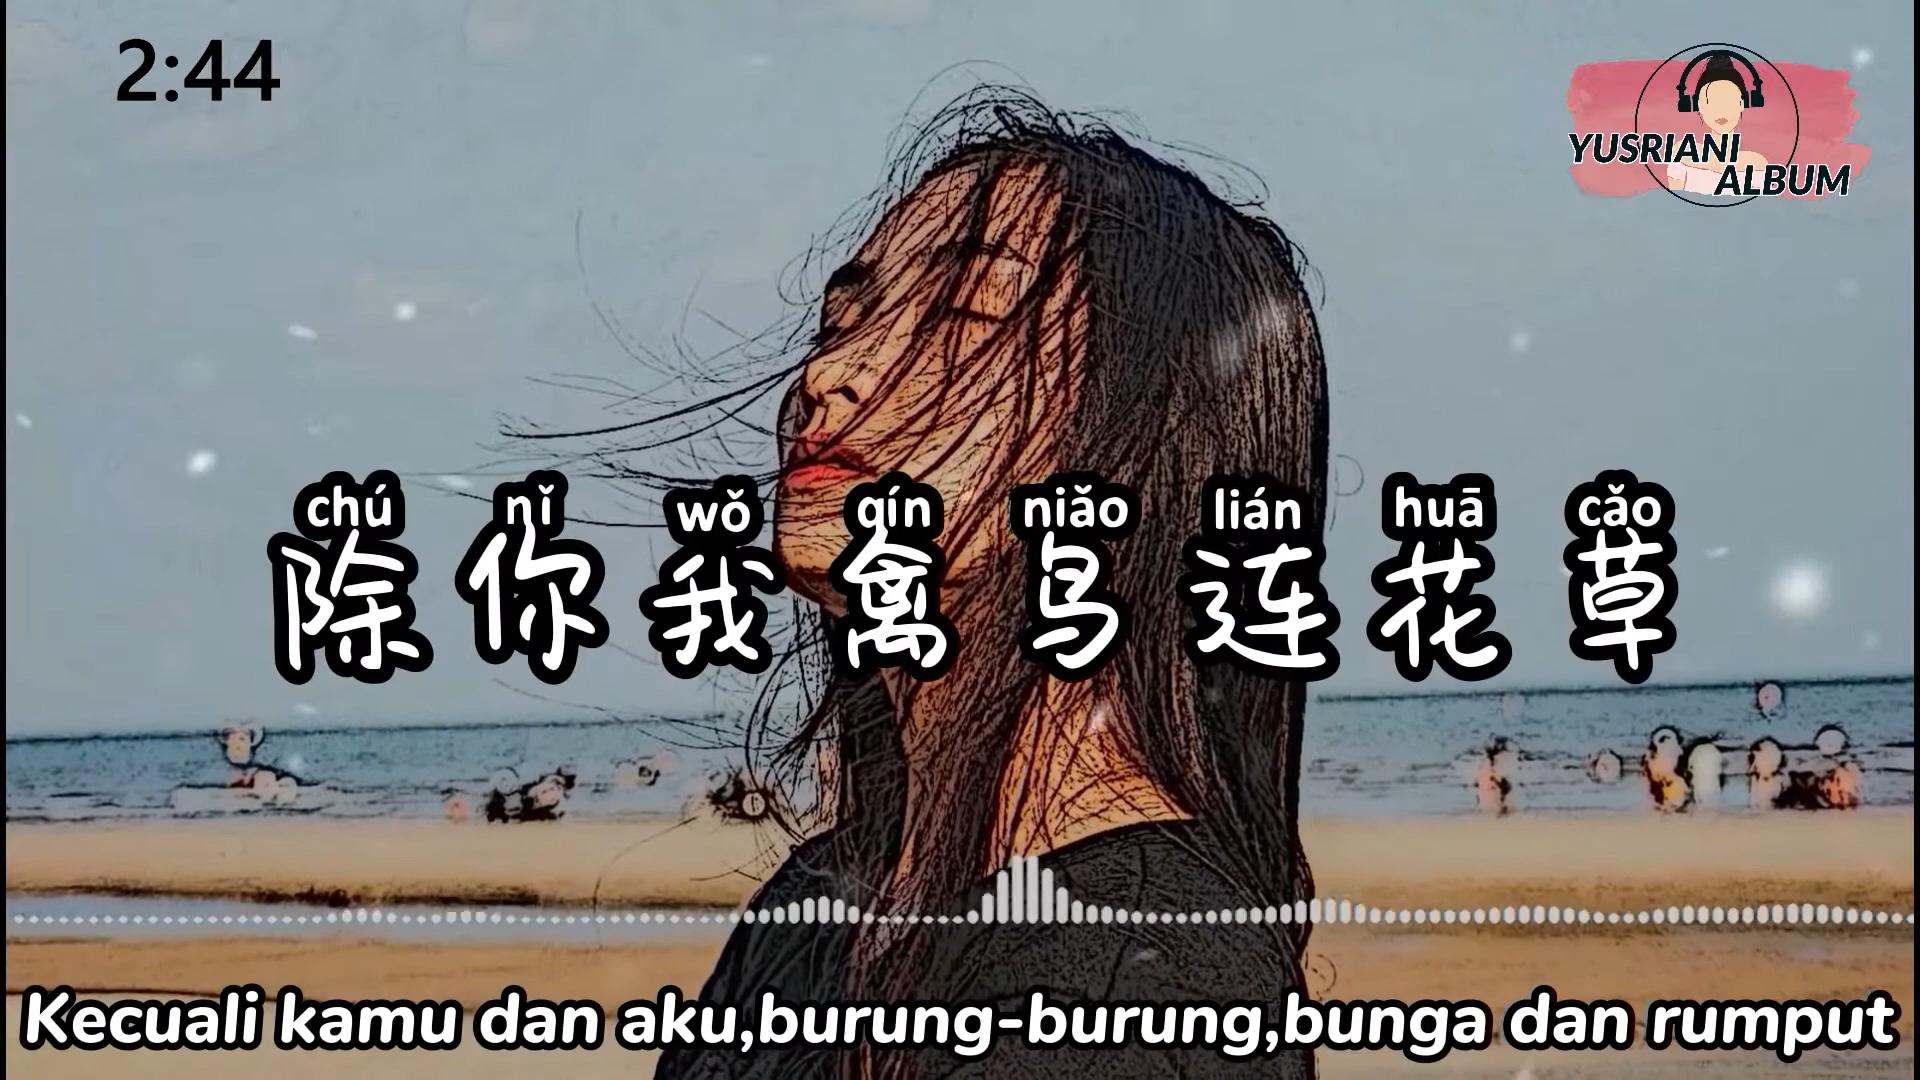 2:44
YUSRIANI
ALBUM
chú nǐ wǒ qín niǎo lián huā cǎo
除你我禽鸟连花草
Kecuali kamu dan aku,burung-burung,bunga dan rumput